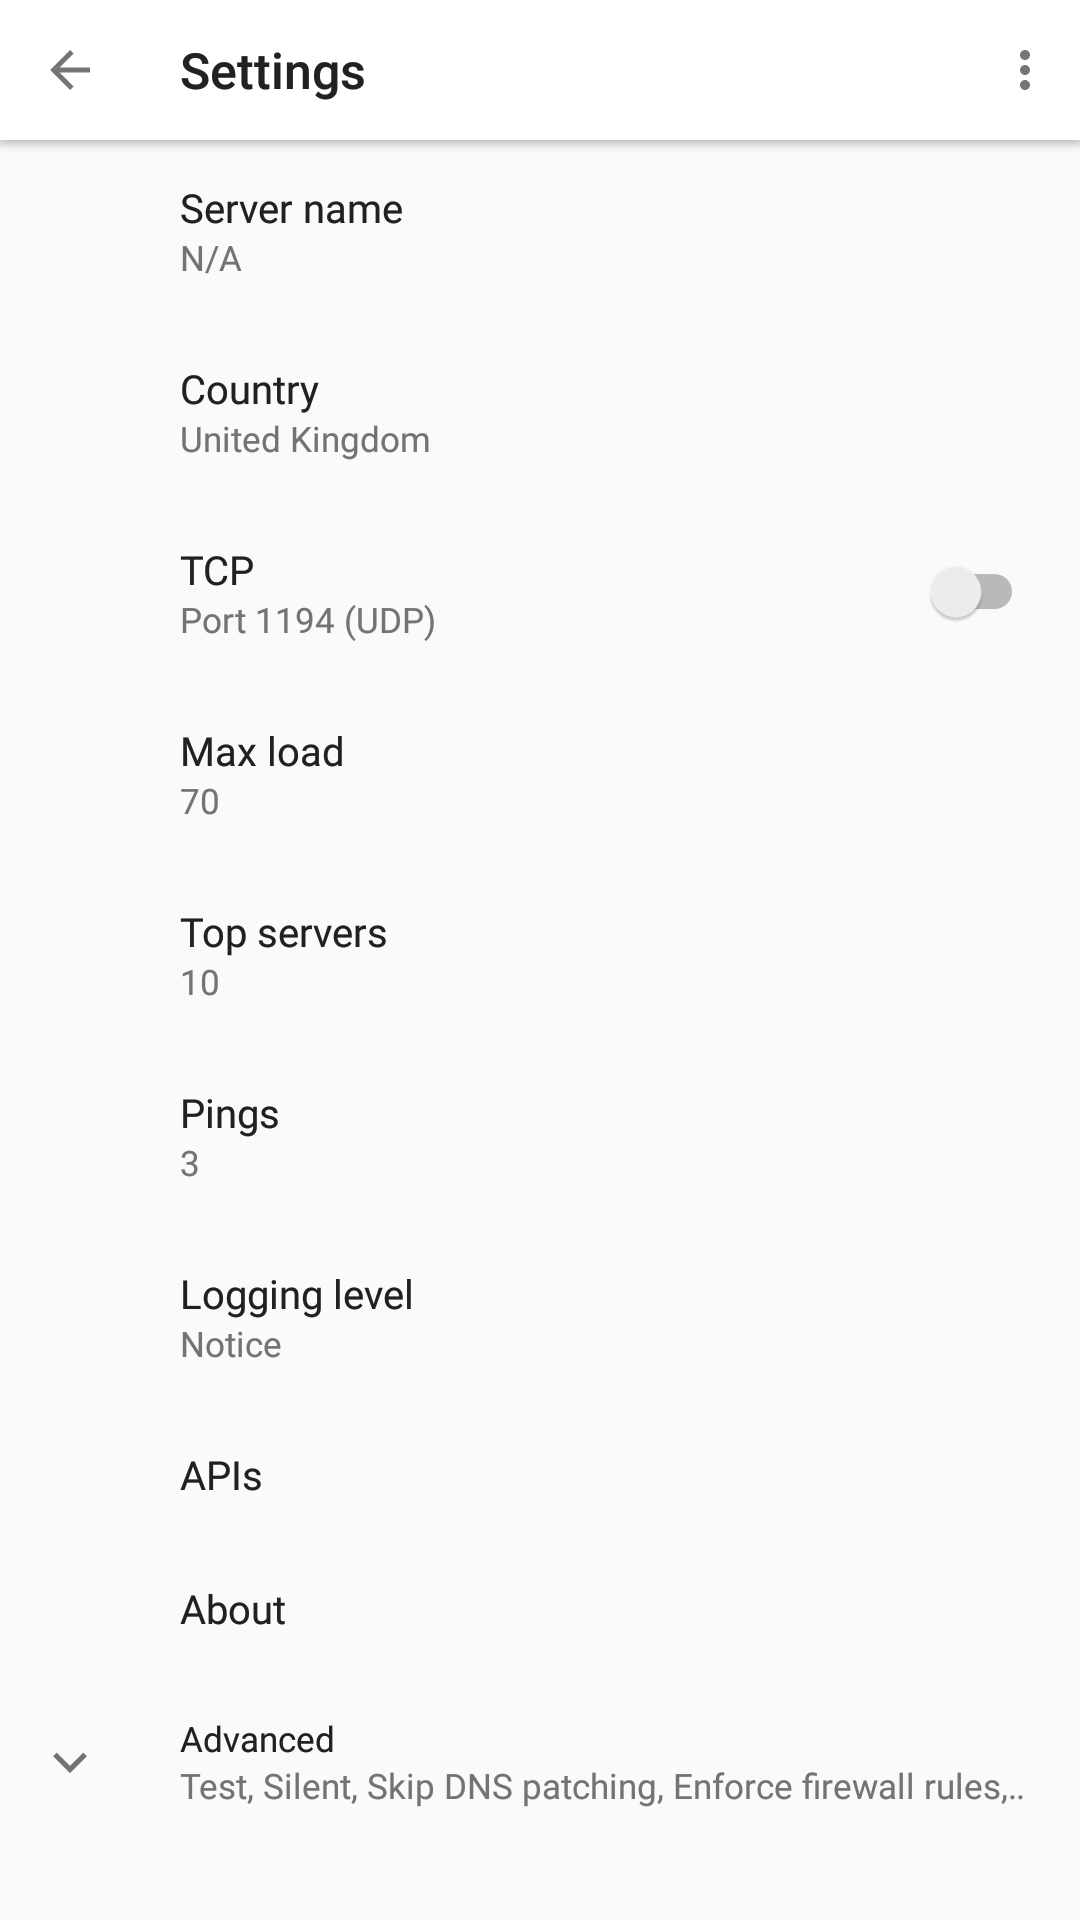 Settings
Server name
N/A
Country
United Kingdom
TCP
Port 1194 (UDP)
Max load
70
Top servers
10
Pings
3
Logging level
Notice
APIs
About
Advanced
Test, Silent, Skip DNS patching, Enforce firewall rules,..